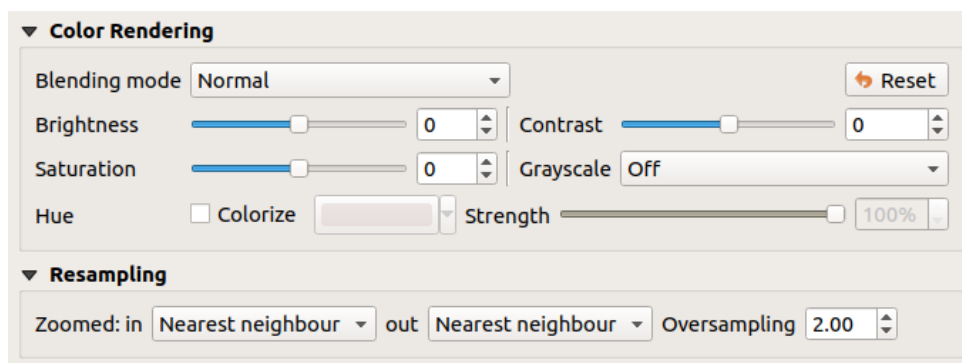 Color Rendering
Blending mode Normal Reset
Brightness 0 Contrast 0
Saturation 0 Grayscale Off
Hue Colorize Strength 100%
Resampling
Zoomed: in Nearest neighbour out Nearest neighbour Oversampling 2.00